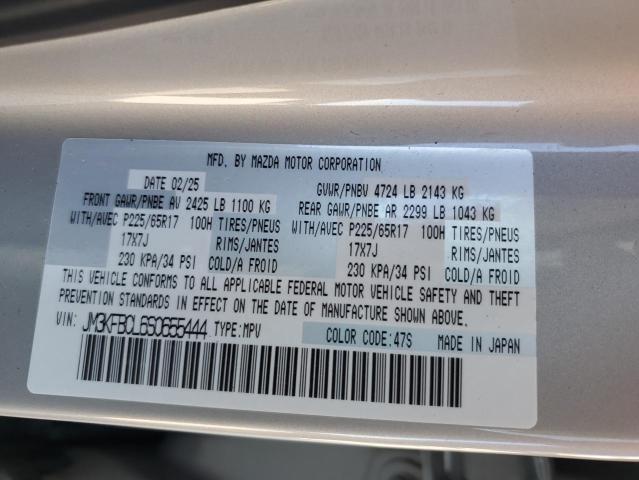 MFD. BY MAZDA MOTOR CORPORATION
DATE 02/25 GVWR/PNBV 4724 LB 2143 KG
FRONT GAWR/PNBE AV 2425 LB 1100 KG REAR GAWR/PNBE AR 2299 LB 1043 KG
WITH/AVEC P225/65R17 100H TIRES/PNEUS WITH/AVEC P225/65R17 100H TIRES/PNEUS
17X7J RIMS/JANTES 17X7J RIMS/JANTES
230 KPA/34 PSI COLD/A FROID 230 KPA/34 PSI COLD/A FROID
THIS VEHICLE CONFORMS TO ALL APPLICABLE FEDERAL MOTOR VEHICLE SAFETY AND THEFT
PREVENTION STANDARDS IN EFFECT ON THE DATE OF MANUFACTURE SHOWN ABOVE.
VIN: JM3KFBCL6S0655444 TYPE:MPV COLOR CODE:47S MADE IN JAPAN